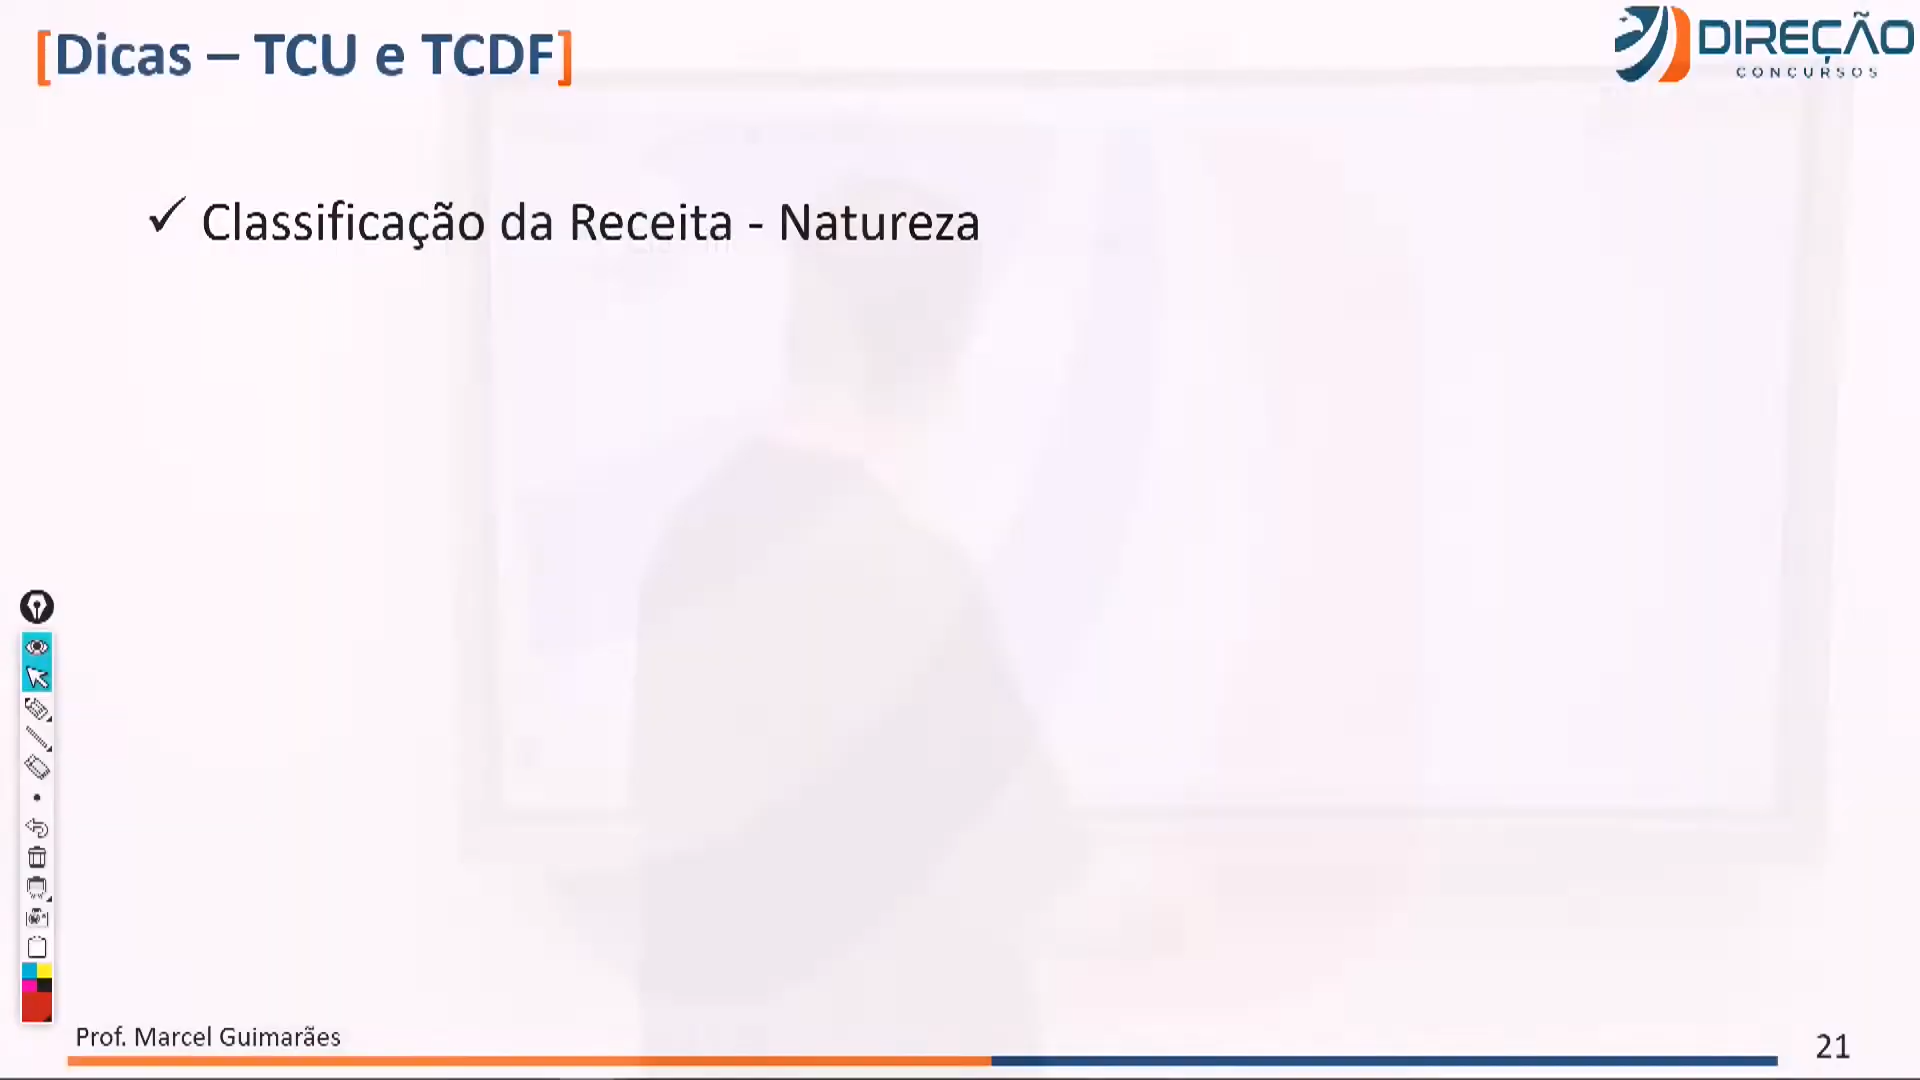 [Dicas – TCU e TCDF]
DIREÇÃO
CONCURSOS
✓ Classificação da Receita - Natureza
Prof. Marcel Guimarães
21